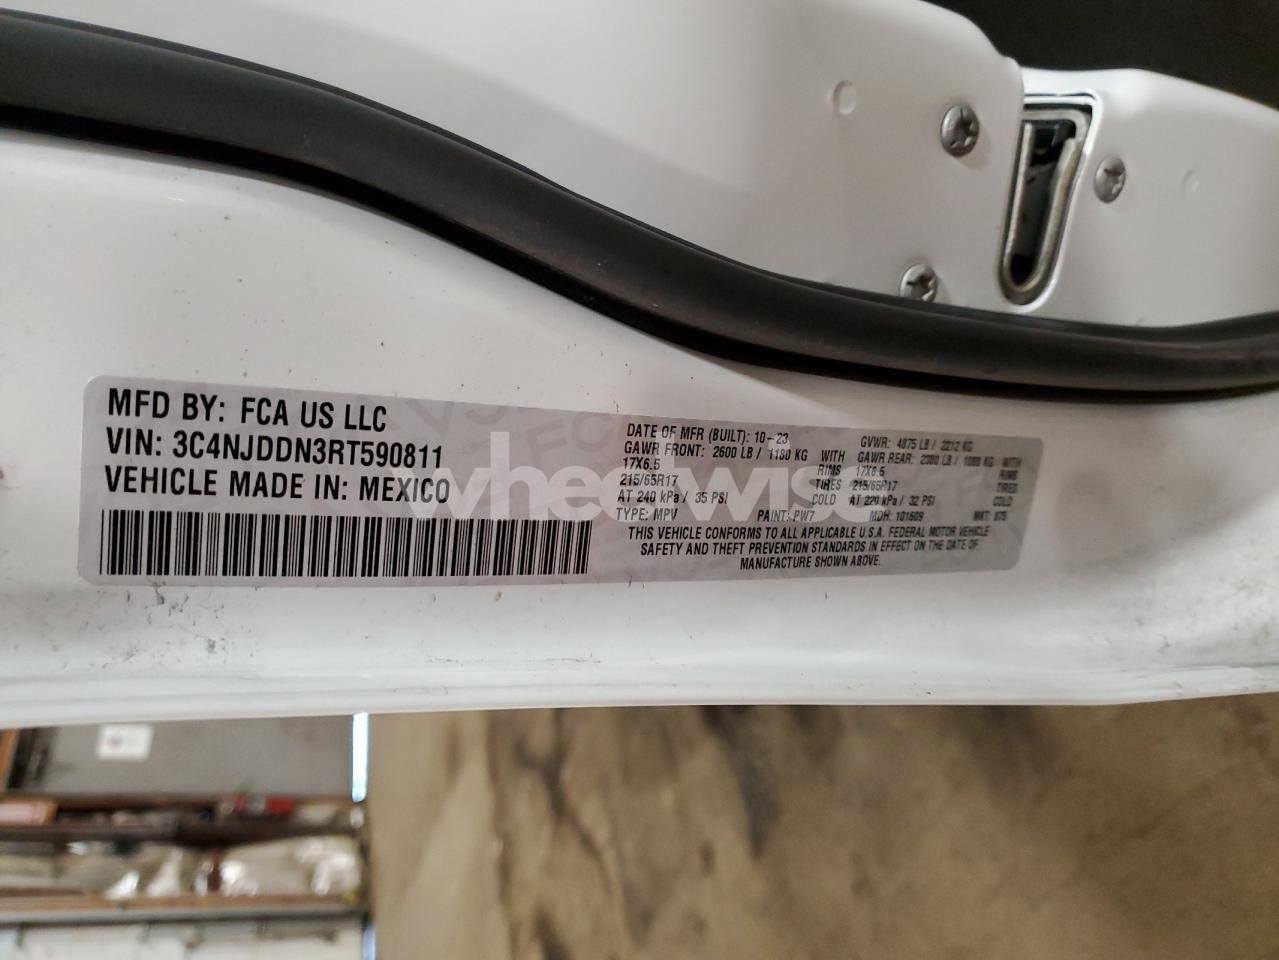 MFD BY: FCA US LLC
VIN: 3C4NJDDN3RT590811
VEHICLE MADE IN: MEXICO
DATE OF MFR (BUILT): 10-23
GVWR: 4875 LB / 2212 KG
GAWR FRONT: 2600 LB / 1180 KG WITH
GAWR REAR: 2380 LB / 1080 KG WITH
17X6.5 RIMS
17X6.5 RIMS
215/65R17 TIRES
215/65R17 TIRES
AT 240 kPa / 35 PSI COLD
AT 220 kPa / 32 PSI COLD
TYPE: MPV PAINT: PW7 MDH: 101609 MKT:
THIS VEHICLE CONFORMS TO ALL APPLICABLE U.S.A. FEDERAL MOTOR VEHICLE
SAFETY AND THEFT PREVENTION STANDARDS IN EFFECT ON THE DATE OF
MANUFACTURE SHOWN ABOVE.
wheelwise